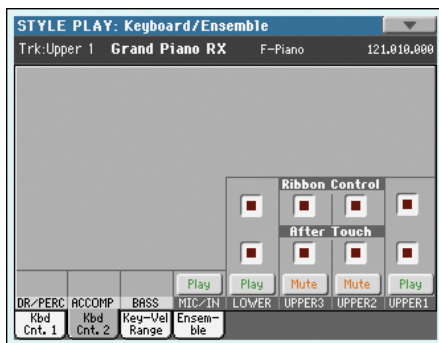 STYLE PLAY: Keyboard/Ensemble
Trk:Upper 1 Grand Piano RX F-Piano 121.010.000
Ribbon Control
After Touch
Play Play Mute Mute Play
DR/PERC ACCOMP BASS MIC/IN LOWER UPPER3 UPPER2 UPPER1
Kbd Kbd Key-Vel Ensem-
Cnt. 1 Cnt. 2 Range ble